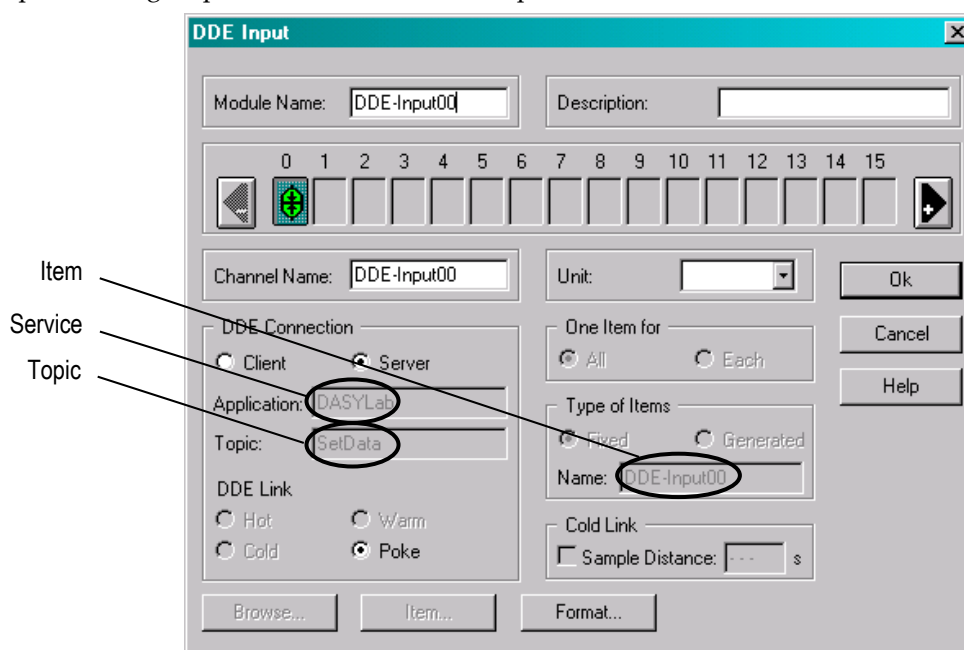 DDE Input
Module Name: DDE-Input00
Description:
0 1 2 3 4 5 6 7 8 9 10 11 12 13 14 15
Channel Name: DDE-Input00
Unit:
Ok
Cancel
Help
Item
Service
Topic
DDE Connection
Client Server
Application: DASYLab
Topic: SetData
DDE Link
Hot Warm
Cold Poke
One Item for
All Each
Type of Items
Fixed Generated
Name: DDE-Input00
Cold Link
Sample Distance: --- s
Browse... Item... Format...